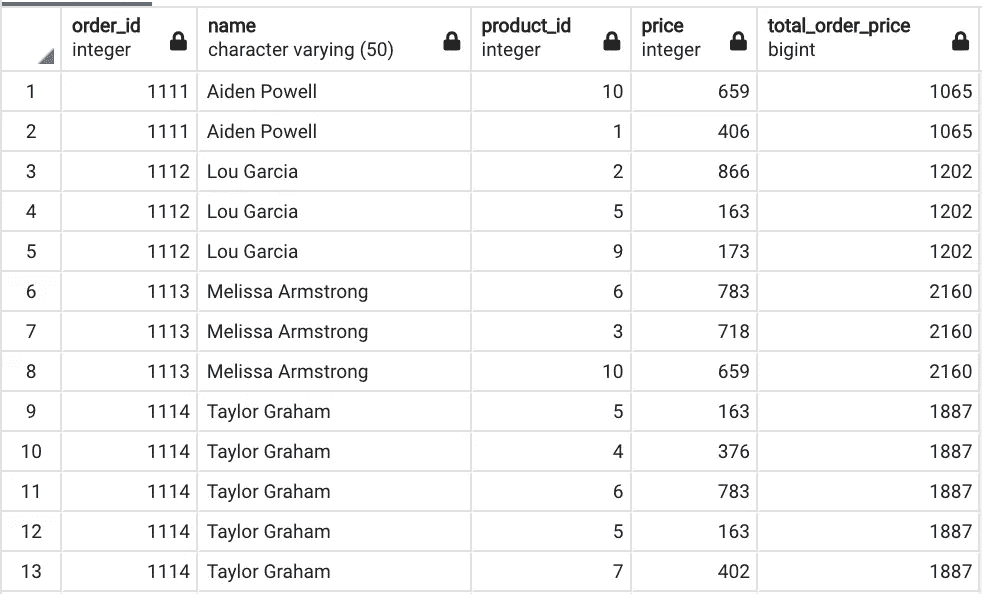 order_id name product_id price total_order_price
integer character varying (50) integer integer bigint
1 1111 Aiden Powell 10 659 1065
2 1111 Aiden Powell 1 406 1065
3 1112 Lou Garcia 2 866 1202
4 1112 Lou Garcia 5 163 1202
5 1112 Lou Garcia 9 173 1202
6 1113 Melissa Armstrong 6 783 2160
7 1113 Melissa Armstrong 3 718 2160
8 1113 Melissa Armstrong 10 659 2160
9 1114 Taylor Graham 5 163 1887
10 1114 Taylor Graham 4 376 1887
11 1114 Taylor Graham 6 783 1887
12 1114 Taylor Graham 5 163 1887
13 1114 Taylor Graham 7 402 1887